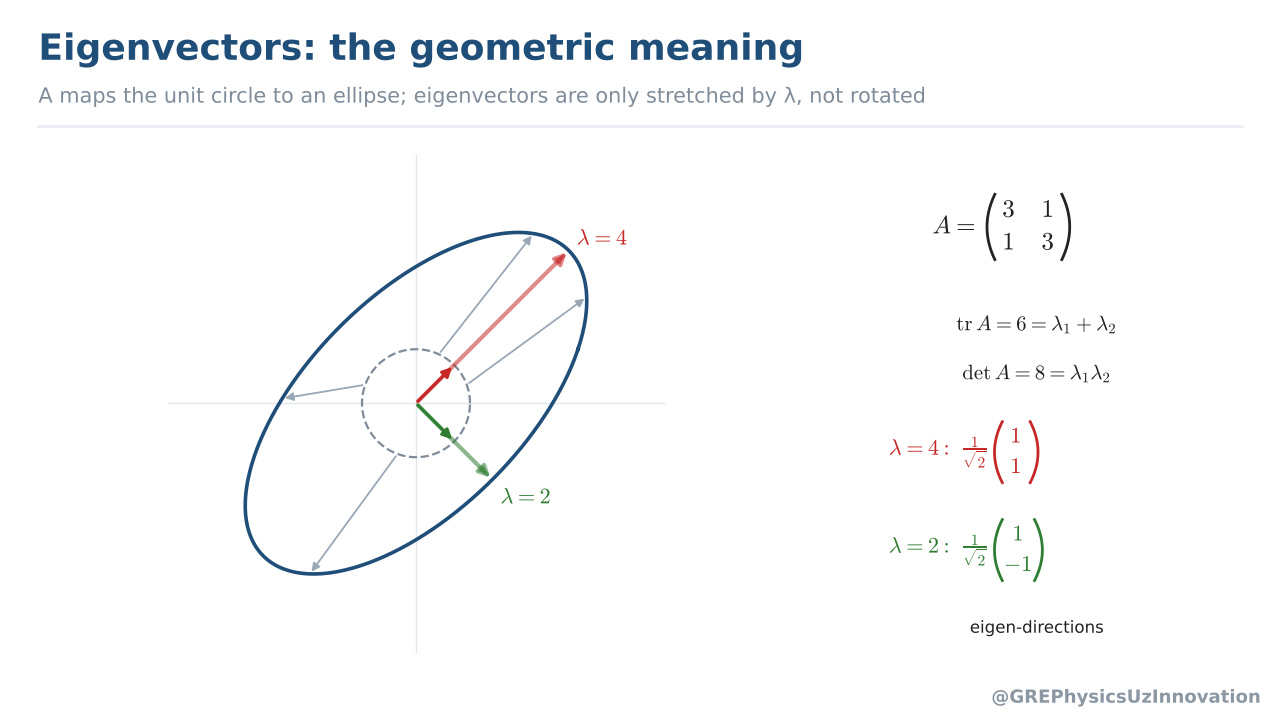 Eigenvectors: the geometric meaning
A maps the unit circle to an ellipse; eigenvectors are only stretched by λ, not rotated
λ = 4
λ = 2
A = (3 1
1 3)
tr A = 6 = λ₁ + λ₂
det A = 8 = λ₁λ₂
λ = 4 : 1/√2 (1
1)
λ = 2 : 1/√2 (1
−1)
eigen-directions
@GREPhysicsUzInnovation